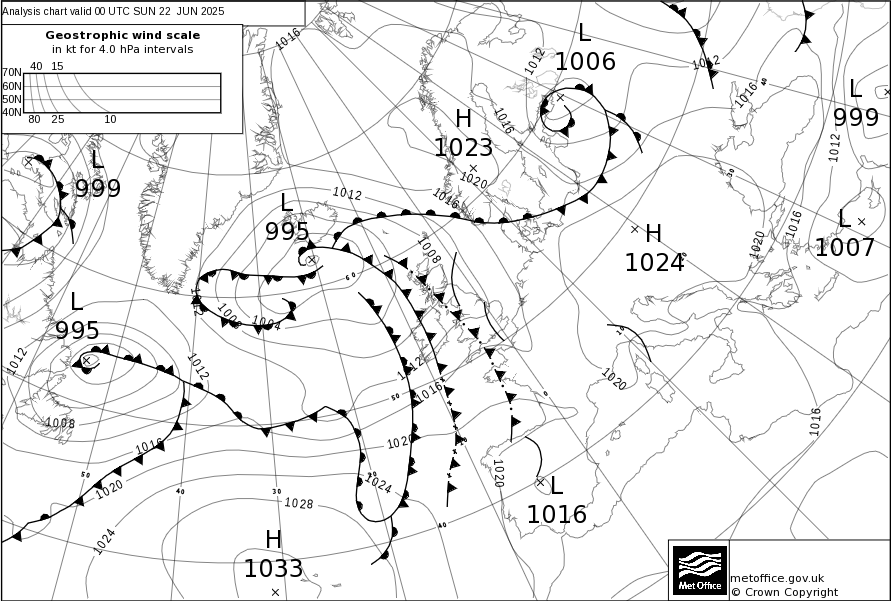 Analysis chart valid 00 UTC SUN 22 JUN 2025
Geostrophic wind scale
in kt for 4.0 hPa intervals
40 15
70N
60N
50N
40N
80 25 10
1016
L
1006
1012
1012
1016
40
L
999
1012
H
1023
1016
1020
1016
L
999
1012
L
995
1008
30
H
1024
1020
1016
L
1007
60
1004
L
995
1012
1012
1012
1016
50
10
1020
0
1008
1016
1020
1020
1016
50
1020
40
30
20
1024
1028
40
L
1016
1024
H
1033
Met Office
metoffice.gov.uk
© Crown Copyright